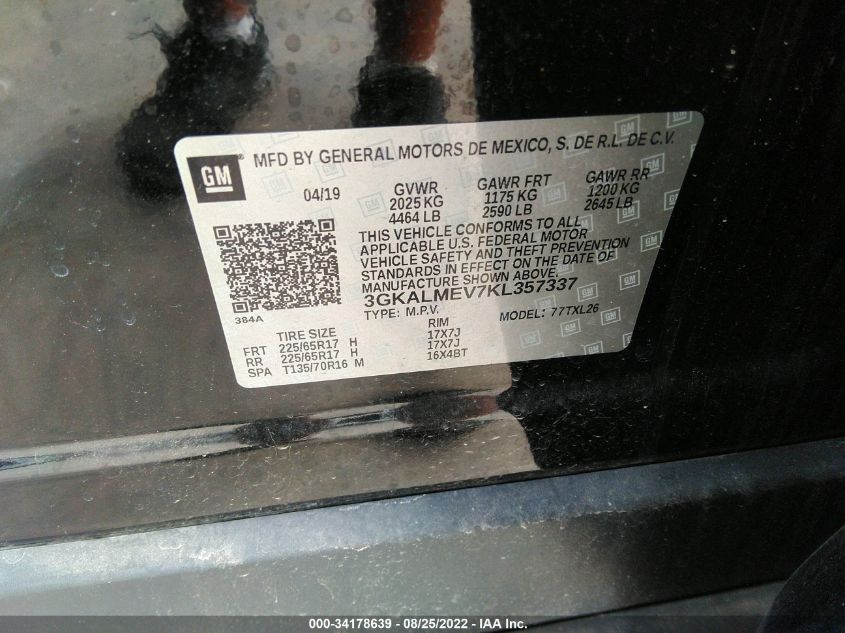 GM
MFD BY GENERAL MOTORS DE MEXICO, S. DE R.L. DE C.V.
04/19 GVWR GAWR FRT GAWR RR
2025 KG 1175 KG 1200 KG
4464 LB 2590 LB 2645 LB
THIS VEHICLE CONFORMS TO ALL
APPLICABLE U.S. FEDERAL MOTOR
VEHICLE SAFETY AND THEFT PREVENTION
STANDARDS IN EFFECT ON THE DATE OF
MANUFACTURE SHOWN ABOVE.
3GKALMEV7KL357337
384A
TYPE: M.P.V. MODEL: 77TXL26
TIRE SIZE RIM
FRT 225/65R17 H 17X7J
RR 225/65R17 H 17X7J
SPA T135/70R16 M 16X4BT
000-34178639 - 08/25/2022 - IAA Inc.